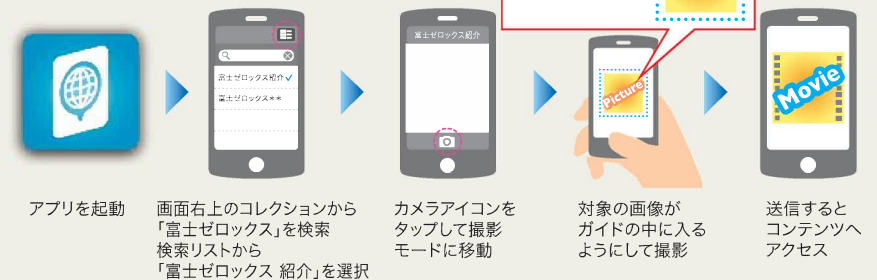 富士ゼロックス紹介
富士ゼロックス紹介
富士ゼロックス**
Picture
Movie
アプリを起動
画面右上のコレクションから
「富士ゼロックス」を検索
検索リストから
「富士ゼロックス 紹介」を選択
カメラアイコンを
タップして撮影
モードに移動
対象の画像が
ガイドの中に入る
ようにして撮影
送信すると
コンテンツへ
アクセス